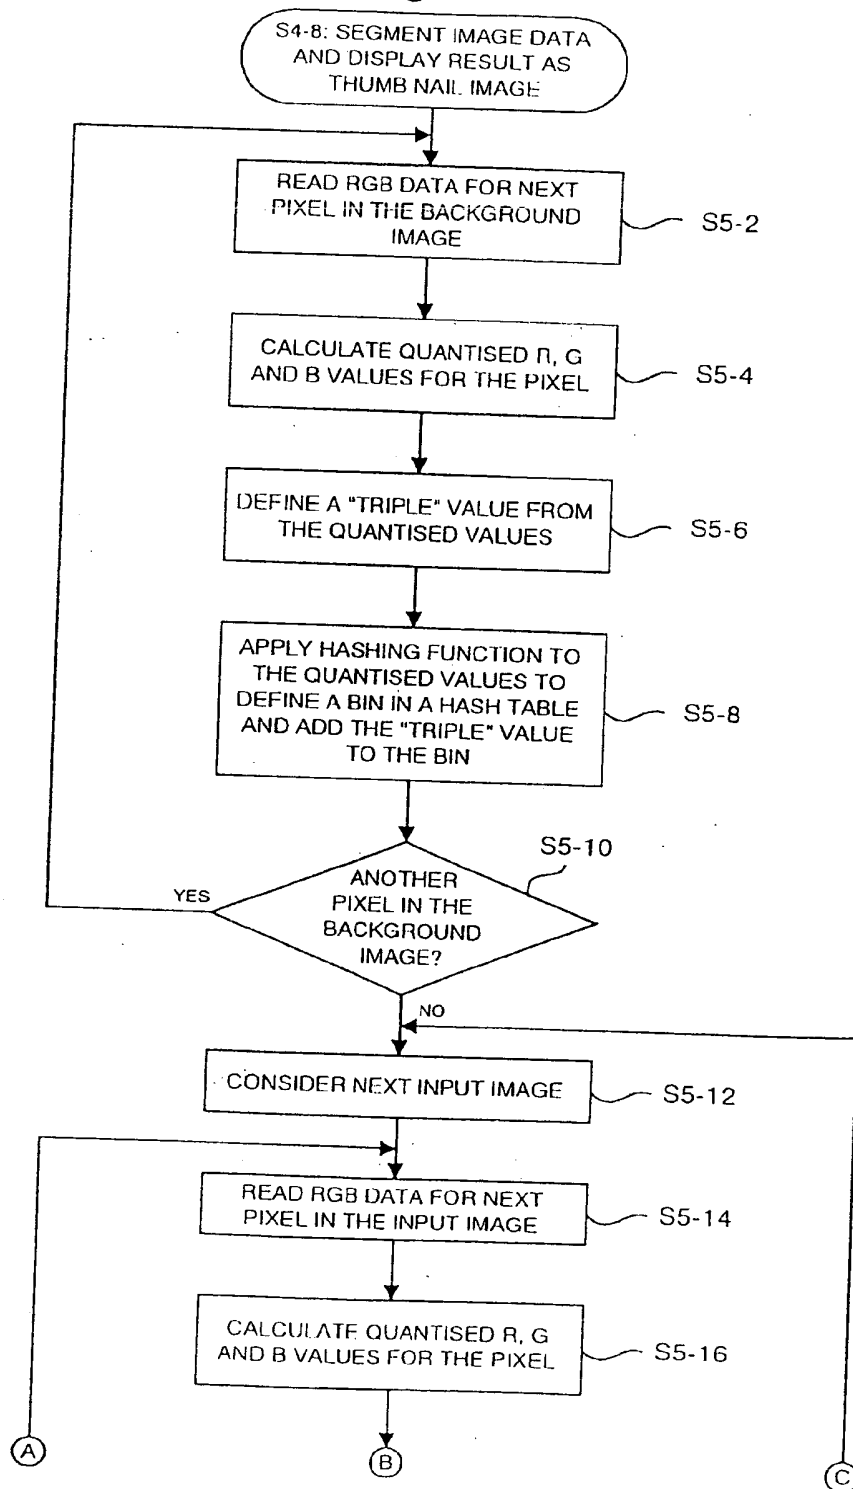 S4-8: SEGMENT IMAGE DATA
AND DISPLAY RESULT AS
THUMB NAIL IMAGE
READ RGB DATA FOR NEXT
PIXEL IN THE BACKGROUND
IMAGE
S5-2
CALCULATE QUANTISED R, G
AND B VALUES FOR THE PIXEL
S5-4
DEFINE A "TRIPLE" VALUE FROM
THE QUANTISED VALUES
S5-6
APPLY HASHING FUNCTION TO
THE QUANTISED VALUES TO
DEFINE A BIN IN A HASH TABLE
AND ADD THE "TRIPLE" VALUE
TO THE BIN
S5-8
S5-10
ANOTHER
PIXEL IN THE
BACKGROUND
IMAGE?
YES
NO
CONSIDER NEXT INPUT IMAGE
S5-12
READ RGB DATA FOR NEXT
PIXEL IN THE INPUT IMAGE
S5-14
CALCULATE QUANTISED R, G
AND B VALUES FOR THE PIXEL
S5-16
A
B
C